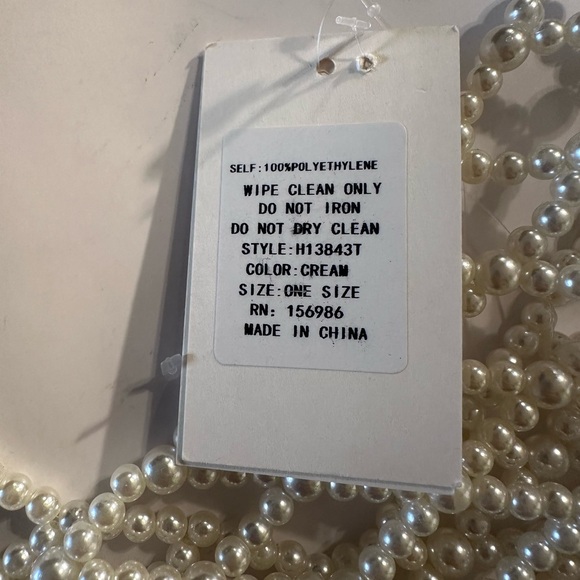 SELF:100%POLYETHYLENE
WIPE CLEAN ONLY
DO NOT IRON
DO NOT DRY CLEAN
STYLE:H13843T
COLOR:CREAM
SIZE:ONE SIZE
RN: 156986
MADE IN CHINA